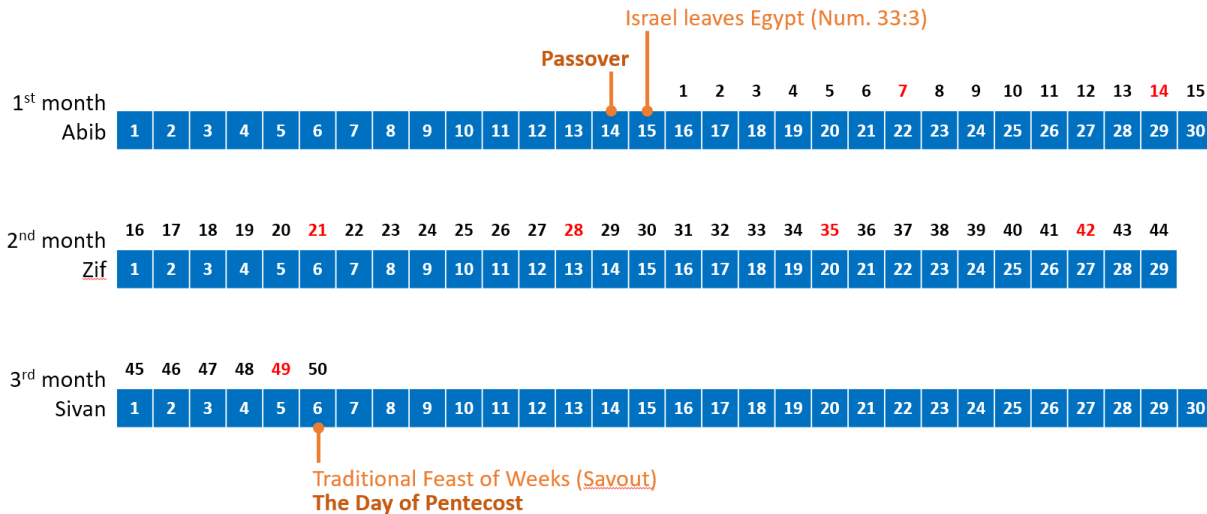 Israel leaves Egypt (Num. 33:3)
Passover
1 2 3 4 5 6 7 8 9 10 11 12 13 14 15
1st month
Abib
1 2 3 4 5 6 7 8 9 10 11 12 13 14 15 16 17 18 19 20 21 22 23 24 25 26 27 28 29 30
16 17 18 19 20 21 22 23 24 25 26 27 28 29 30 31 32 33 34 35 36 37 38 39 40 41 42 43 44
2nd month
Zif
1 2 3 4 5 6 7 8 9 10 11 12 13 14 15 16 17 18 19 20 21 22 23 24 25 26 27 28 29
45 46 47 48 49 50
3rd month
Sivan
1 2 3 4 5 6 7 8 9 10 11 12 13 14 15 16 17 18 19 20 21 22 23 24 25 26 27 28 29 30
Traditional Feast of Weeks (Savout)
The Day of Pentecost